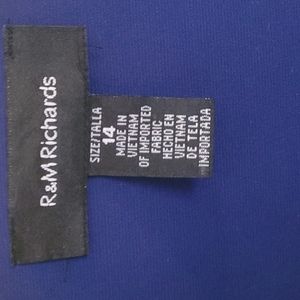 R&M Richards
SIZE/TALLA
14
MADE IN
VIETNAM
OF IMPORTED
FABRIC
HECHO EN
VIETNAM
DE TELA
IMPORTADA